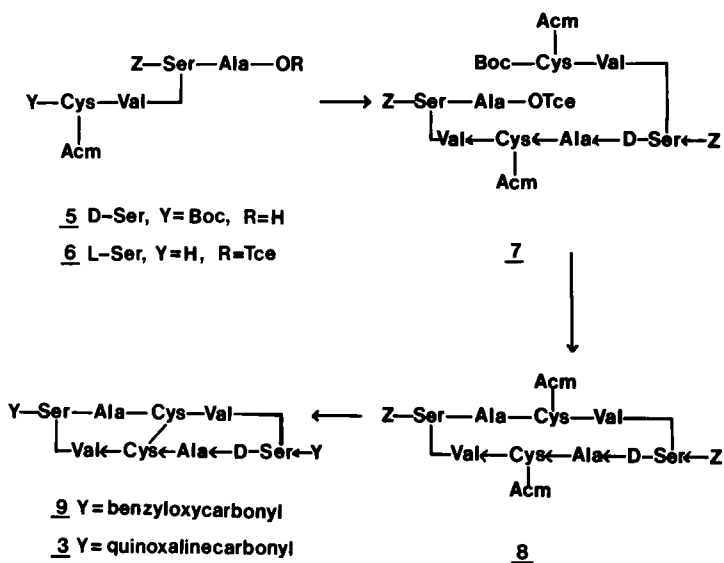 Z—Ser—Ala—OR
Y—Cys—Val
Acm
5 D-Ser, Y=Boc, R=H
6 L-Ser, Y=H, R=Tce
Acm
Boc—Cys—Val
Z—Ser—Ala—OTce
Val←Cys←Ala←D-Ser←Z
Acm
7
Acm
Z—Ser—Ala—Cys—Val
Val←Cys←Ala←D-Ser←Z
Acm
8
Y—Ser—Ala—Cys—Val
Val←Cys←Ala←D-Ser←Y
9 Y=benzyloxycarbonyl
3 Y=quinoxalinecarbonyl